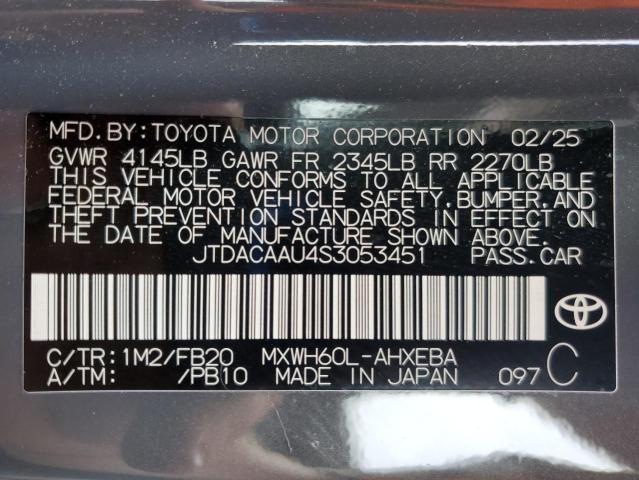 MFD. BY: TOYOTA MOTOR CORPORATION 02/25
GVWR 4145LB GAWR FR 2345LB RR 2270LB
THIS VEHICLE CONFORMS TO ALL APPLICABLE
FEDERAL MOTOR VEHICLE SAFETY, BUMPER, AND
THEFT PREVENTION STANDARDS IN EFFECT ON
THE DATE OF MANUFACTURE SHOWN ABOVE.
JTDACAAU4S3053451 PASS.CAR
C/TR: 1M2/FB20 MXWH60L-AHXEBA
A/TM: /PB10 MADE IN JAPAN 097 C